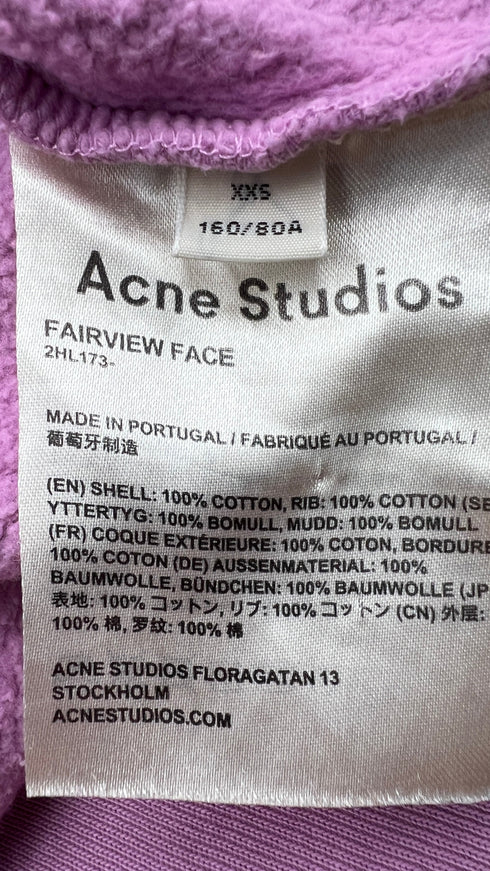 XXS
160/80A
Acne Studios
FAIRVIEW FACE
2HL173-
MADE IN PORTUGAL / FABRIQUÉ AU PORTUGAL /
葡萄牙制造
(EN) SHELL: 100% COTTON, RIB: 100% COTTON (SE
YTTERTYG: 100% BOMULL, MUDD: 100% BOMULL
(FR) COQUE EXTÉRIEURE: 100% COTON, BORDURE
100% COTON (DE) AUSSENMATERIAL: 100%
BAUMWOLLE, BÜNDCHEN: 100% BAUMWOLLE (JP
表地: 100% コットン, リブ: 100% コットン (CN) 外层:
100% 棉, 罗纹: 100% 棉
ACNE STUDIOS FLORAGATAN 13
STOCKHOLM
ACNESTUDIOS.COM